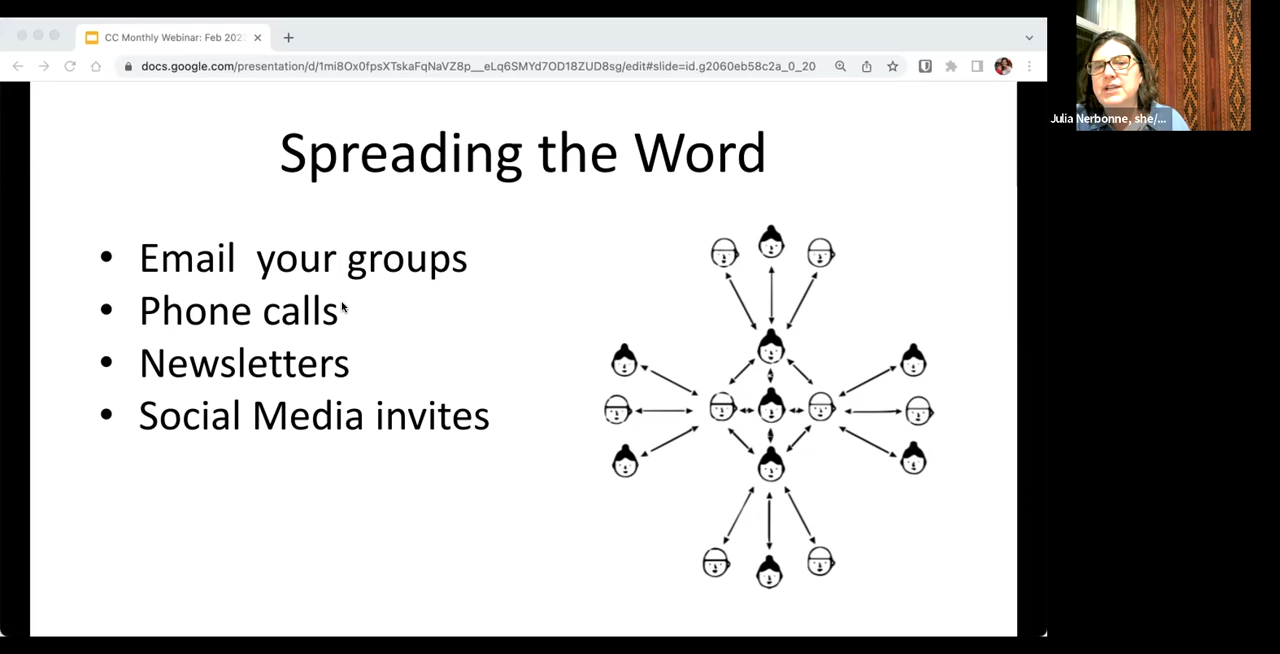 CC Monthly Webinar: Feb 202
docs.google.com/presentation/d/1mi8Ox0fpsXTskaFqNaVZ8p__eLq6SMYd7OD18ZUD8sg/edit#slide=id.g2060eb58c2a_0_20
Julia Nerbonne, she/...
Spreading the Word
• Email  your groups
• Phone calls
• Newsletters
• Social Media invites